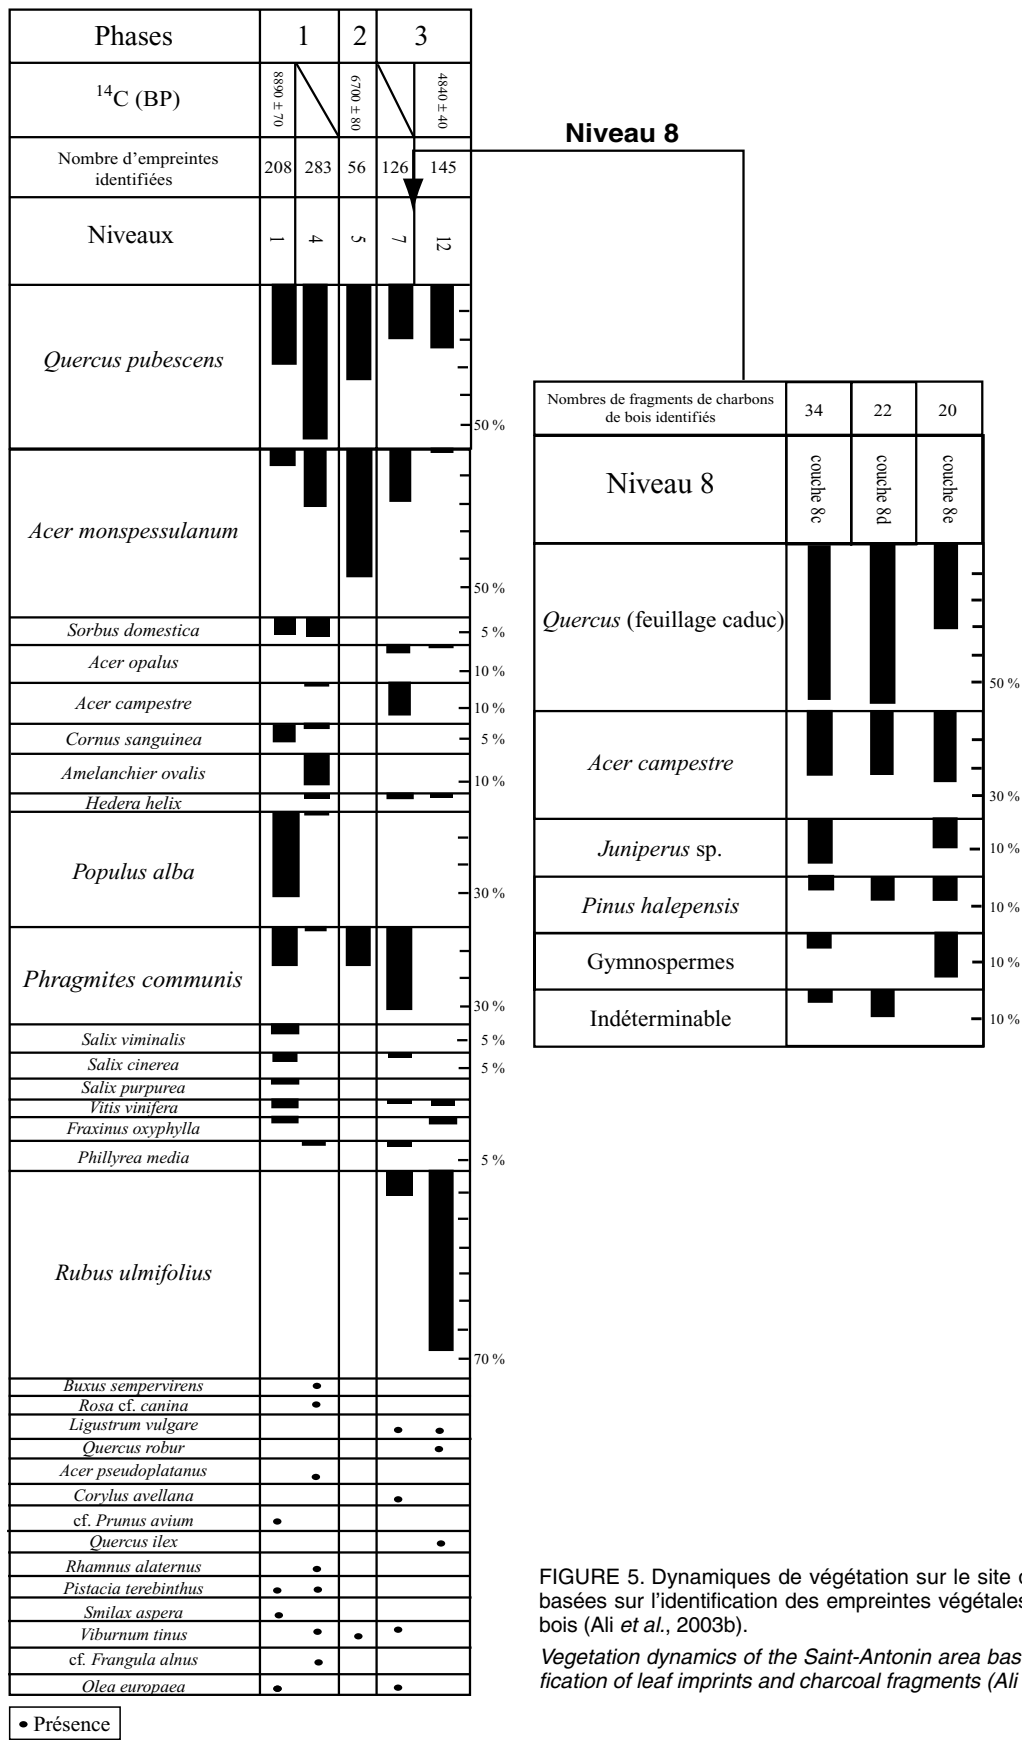 Phases 1 2 3
14C (BP) 8890 ± 70 6700 ± 80 4840 ± 40
Nombre d'empreintes
identifiées 208 283 56 126 145
Niveaux 1 4 5 7 12
Quercus pubescens
50 %
Acer monspessulanum
50 %
Sorbus domestica 5 %
Acer opalus 10 %
Acer campestre 10 %
Cornus sanguinea 5 %
Amelanchier ovalis 10 %
Hedera helix
Populus alba
30 %
Phragmites communis
30 %
Salix viminalis 5 %
Salix cinerea 5 %
Salix purpurea
Vitis vinifera
Fraxinus oxyphylla
Phillyrea media 5 %
Rubus ulmifolius
70 %
Buxus sempervirens
Rosa cf. canina
Ligustrum vulgare
Quercus robur
Acer pseudoplatanus
Corylus avellana
cf. Prunus avium
Quercus ilex
Rhamnus alaternus
Pistacia terebinthus
Smilax aspera
Viburnum tinus
cf. Frangula alnus
Olea europaea
• Présence
Niveau 8
Nombres de fragments de charbons
de bois identifiés 34 22 20
Niveau 8 couche 8c couche 8d couche 8e
Quercus (feuillage caduc)
50 %
Acer campestre
30 %
Juniperus sp. 10 %
Pinus halepensis 10 %
Gymnospermes 10 %
Indéterminable 10 %
FIGURE 5. Dynamiques de végétation sur le site
basées sur l'identification des empreintes végétales
bois (Ali et al., 2003b).
Vegetation dynamics of the Saint-Antonin area bas
fication of leaf imprints and charcoal fragments (Ali